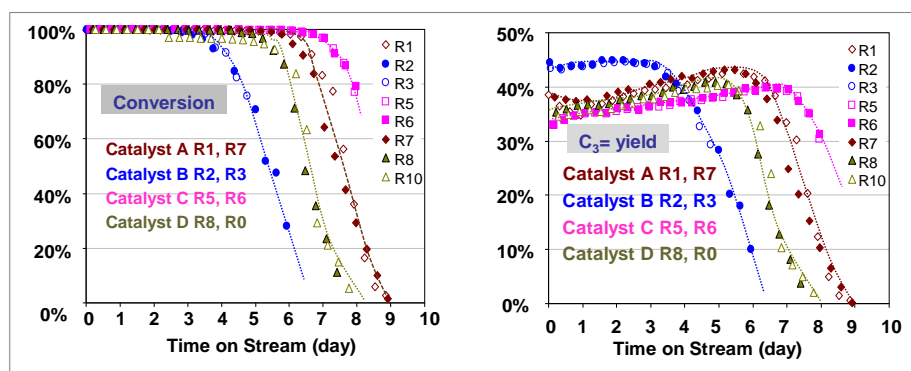 100%
80%
60%
40%
20%
0%
Conversion
Catalyst A R1, R7
Catalyst B R2, R3
Catalyst C R5, R6
Catalyst D R8, R0
R1
R2
R3
R5
R6
R7
R8
R10
0 1 2 3 4 5 6 7 8 9 10
Time on Stream (day)
50%
40%
30%
20%
10%
0%
C3= yield
Catalyst A R1, R7
Catalyst B R2, R3
Catalyst C R5, R6
Catalyst D R8, R0
R1
R2
R3
R5
R6
R7
R8
R10
0 1 2 3 4 5 6 7 8 9 10
Time on Stream (day)